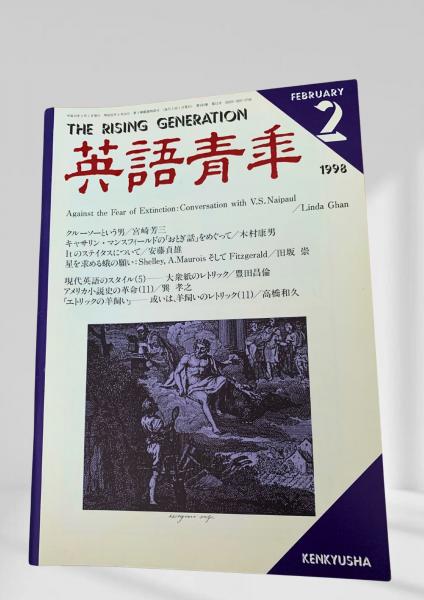 FEBRUARY
2
1998
THE RISING GENERATION
英語青年
Against the Fear of Extinction: Conversation with V.S. Naipaul
/Linda Ghan
クルーソーという男/宮崎芳三
キャサリン・マンスフィールドの「おとぎ話」をめぐって/木村康男
Itのステイタスについて/安藤貞雄
星を求める蛾の願い: Shelley, A.Maurois そして Fitzgerald/旧坂 崇
現代英語のスタイル(5)── 大衆紙のレトリック/豊田昌倫
アメリカ小説史の革命(11)/巽 孝之
「エトリックの羊飼い」── 或いは、羊飼いのレトリック(11)/高橋和久
KENKYUSHA